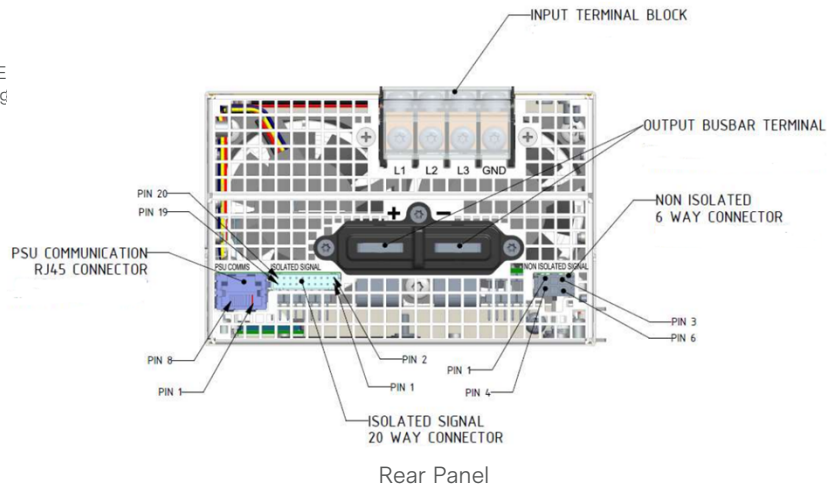 INPUT TERMINAL BLOCK
E
OUTPUT BUSBAR TERMINAL
L1 L2 L3 GND
PIN 20
PIN 19
+ −
NON ISOLATED
6 WAY CONNECTOR
PSU COMMUNICATION
RJ45 CONNECTOR
PSU COMMS
ISOLATED SIGNAL
NON ISOLATED SIGNAL
PIN 3
PIN 6
PIN 8
PIN 1
PIN 2
PIN 1
PIN 1
PIN 4
ISOLATED SIGNAL
20 WAY CONNECTOR
Rear Panel